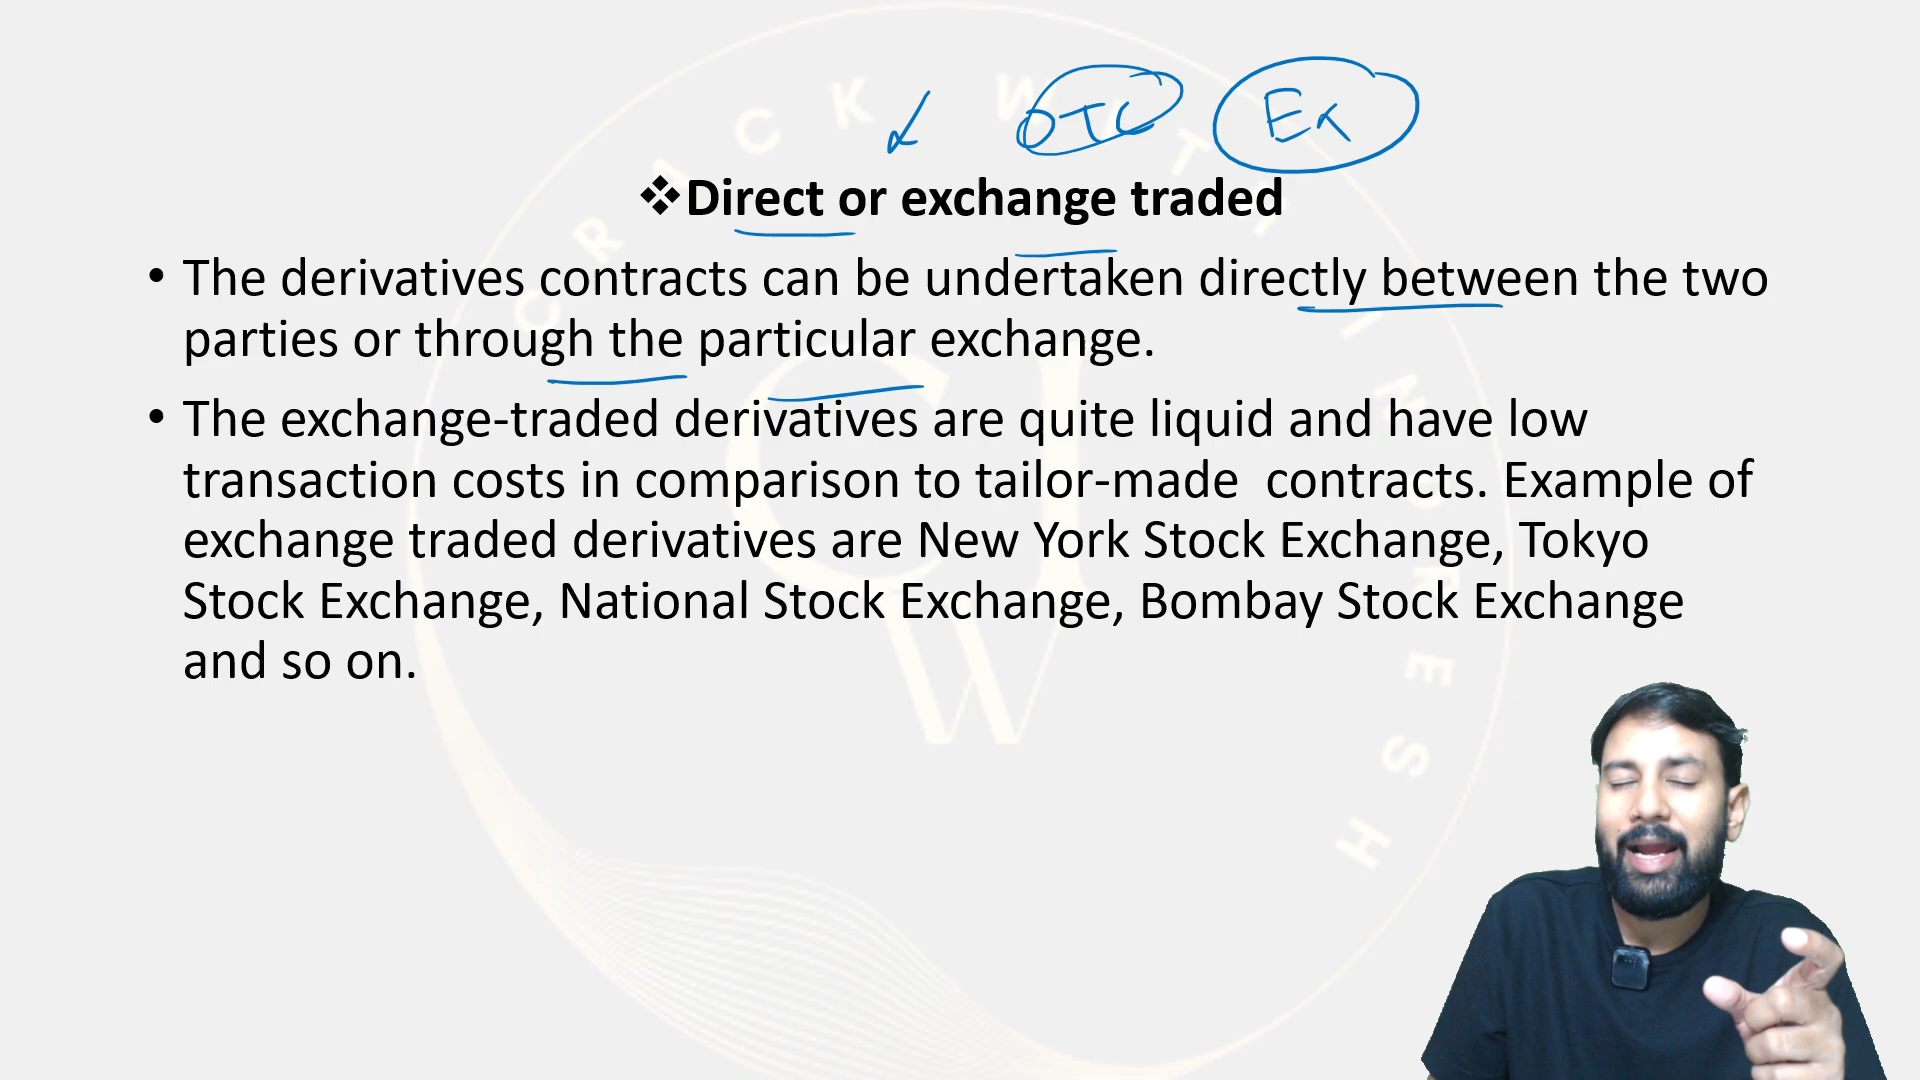 OTC Ex
❖Direct or exchange traded
• The derivatives contracts can be undertaken directly between the two
parties or through the particular exchange.
• The exchange-traded derivatives are quite liquid and have low
transaction costs in comparison to tailor-made contracts. Example of
exchange traded derivatives are New York Stock Exchange, Tokyo
Stock Exchange, National Stock Exchange, Bombay Stock Exchange
and so on.